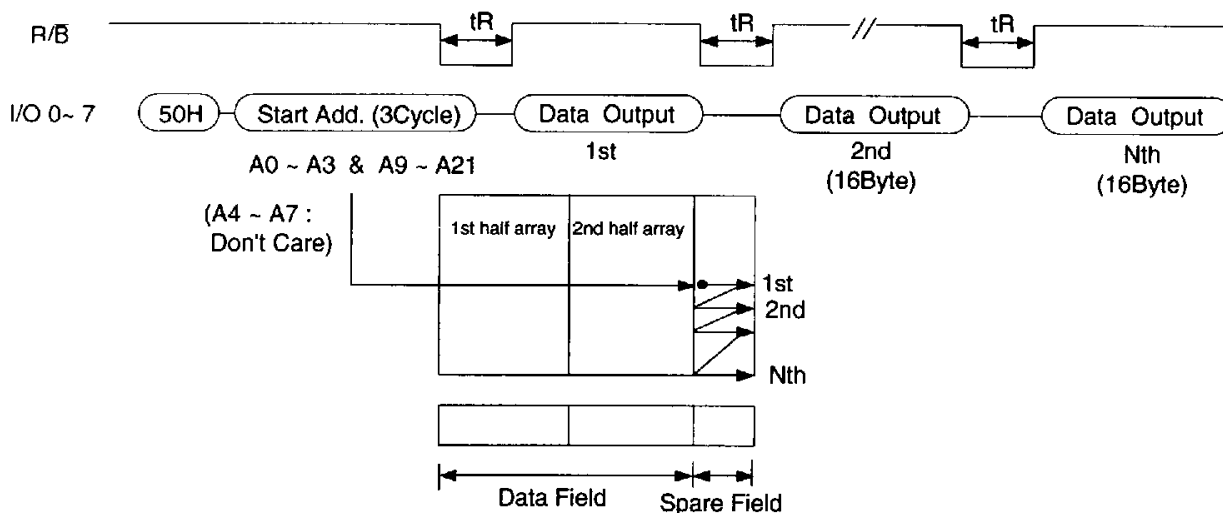 tR tR tR
R/B̅
I/O 0~ 7 50H Start Add. (3Cycle) Data Output Data Output Data Output
A0 ~ A3 & A9 ~ A21 1st 2nd Nth
(16Byte) (16Byte)
(A4 ~ A7 :
Don't Care)
1st half array 2nd half array
1st
2nd
Nth
Data Field Spare Field